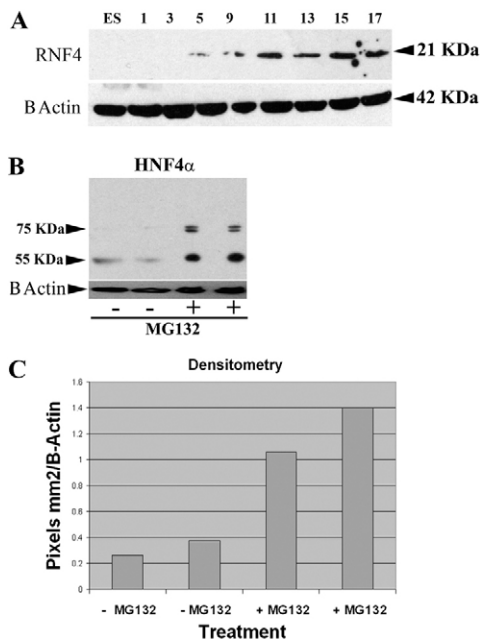 A
ES 1 3 5 9 11 13 15 17
RNF4
21 KDa
B Actin
42 KDa
B
HNF4α
75 KDa
55 KDa
B Actin
- - + +
MG132
C
Densitometry
Pixels mm2/B-Actin
1.6
1.4
1.2
1
0.8
0.6
0.4
0.2
0
- MG132 - MG132 + MG132 + MG132
Treatment